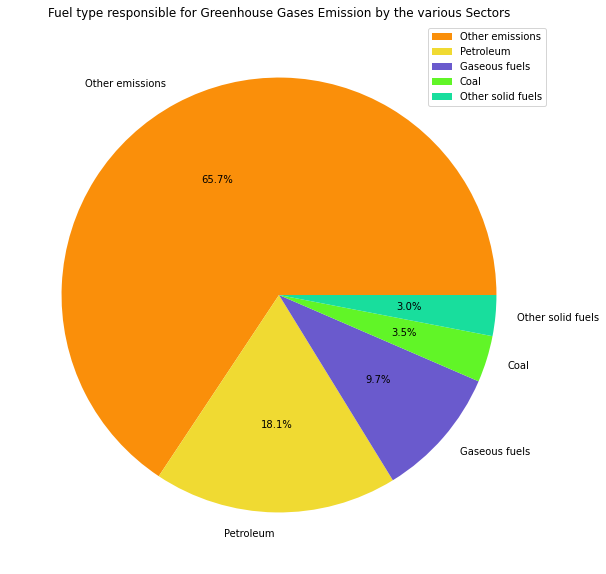 Fuel type responsible for Greenhouse Gases Emission by the various Sectors
Other emissions
Petroleum
Gaseous fuels
Coal
Other solid fuels
Other emissions
65.7%
3.0%
Other solid fuels
3.5%
Coal
9.7%
Gaseous fuels
18.1%
Petroleum